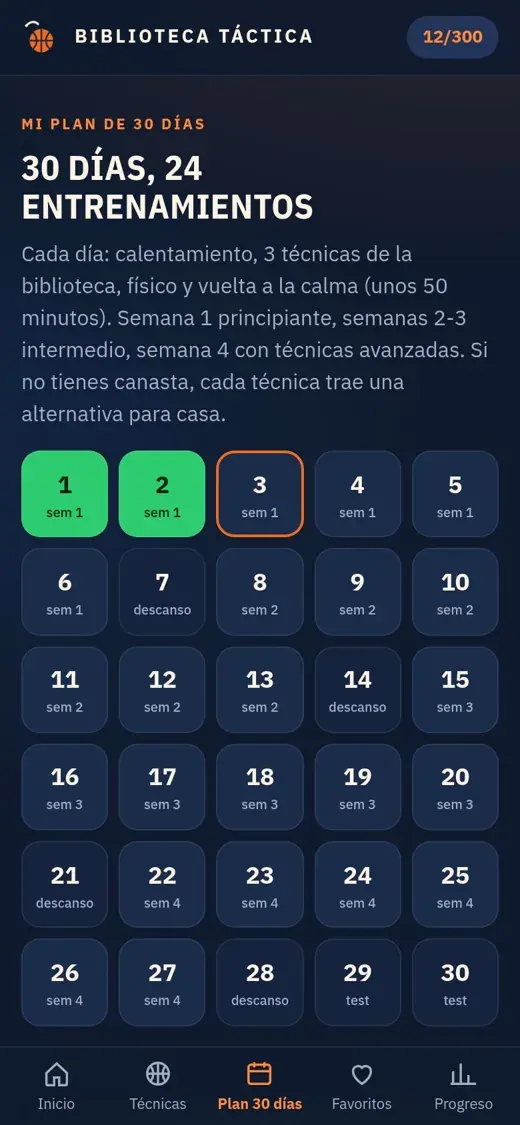 BIBLIOTECA TÁCTICA
12/300
MI PLAN DE 30 DÍAS
30 DÍAS, 24
ENTRENAMIENTOS
Cada día: calentamiento, 3 técnicas de la
biblioteca, físico y vuelta a la calma (unos 50
minutos). Semana 1 principiante, semanas 2-3
intermedio, semana 4 con técnicas avanzadas. Si
no tienes canasta, cada técnica trae una
alternativa para casa.
1 2 3 4 5
sem 1 sem 1 sem 1 sem 1 sem 1
6 7 8 9 10
sem 1 descanso sem 2 sem 2 sem 2
11 12 13 14 15
sem 2 sem 2 sem 2 descanso sem 3
16 17 18 19 20
sem 3 sem 3 sem 3 sem 3 sem 3
21 22 23 24 25
descanso sem 4 sem 4 sem 4 sem 4
26 27 28 29 30
sem 4 sem 4 descanso test test
Inicio Técnicas Plan 30 días Favoritos Progreso